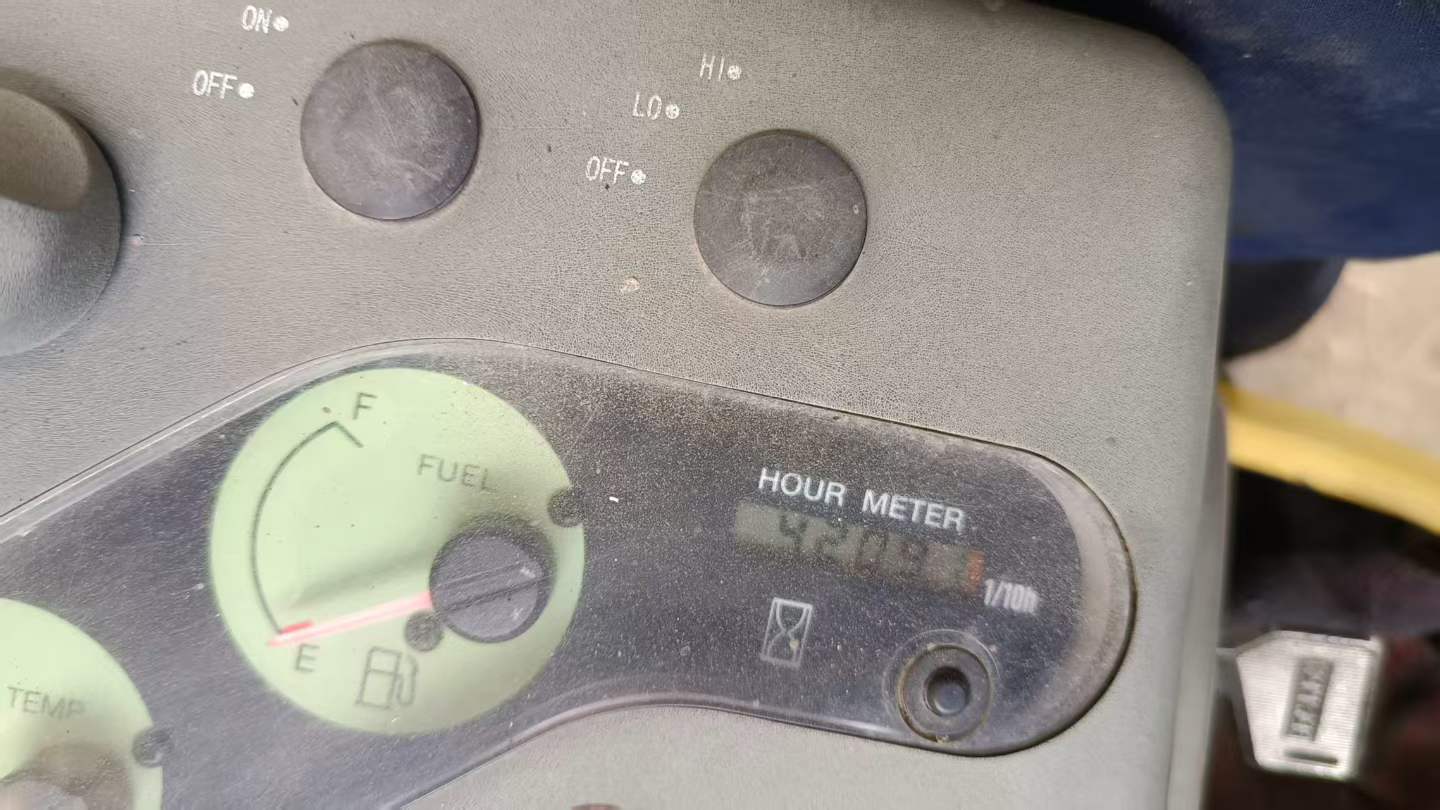 ON
OFF
HI
LO
OFF
F
FUEL
E
HOUR METER
1/10h
TEMP